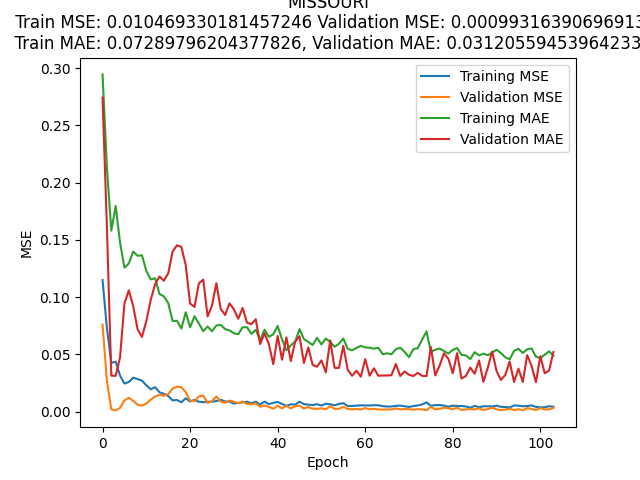 MISSOURI
Train MSE: 0.010469330181457246 Validation MSE: 0.0009931639069691
Train MAE: 0.07289796204377826, Validation MAE: 0.03120559453964233
0.30
0.25
0.20
0.15
0.10
0.05
0.00
MSE
Training MSE
Validation MSE
Training MAE
Validation MAE
0 20 40 60 80 100
Epoch